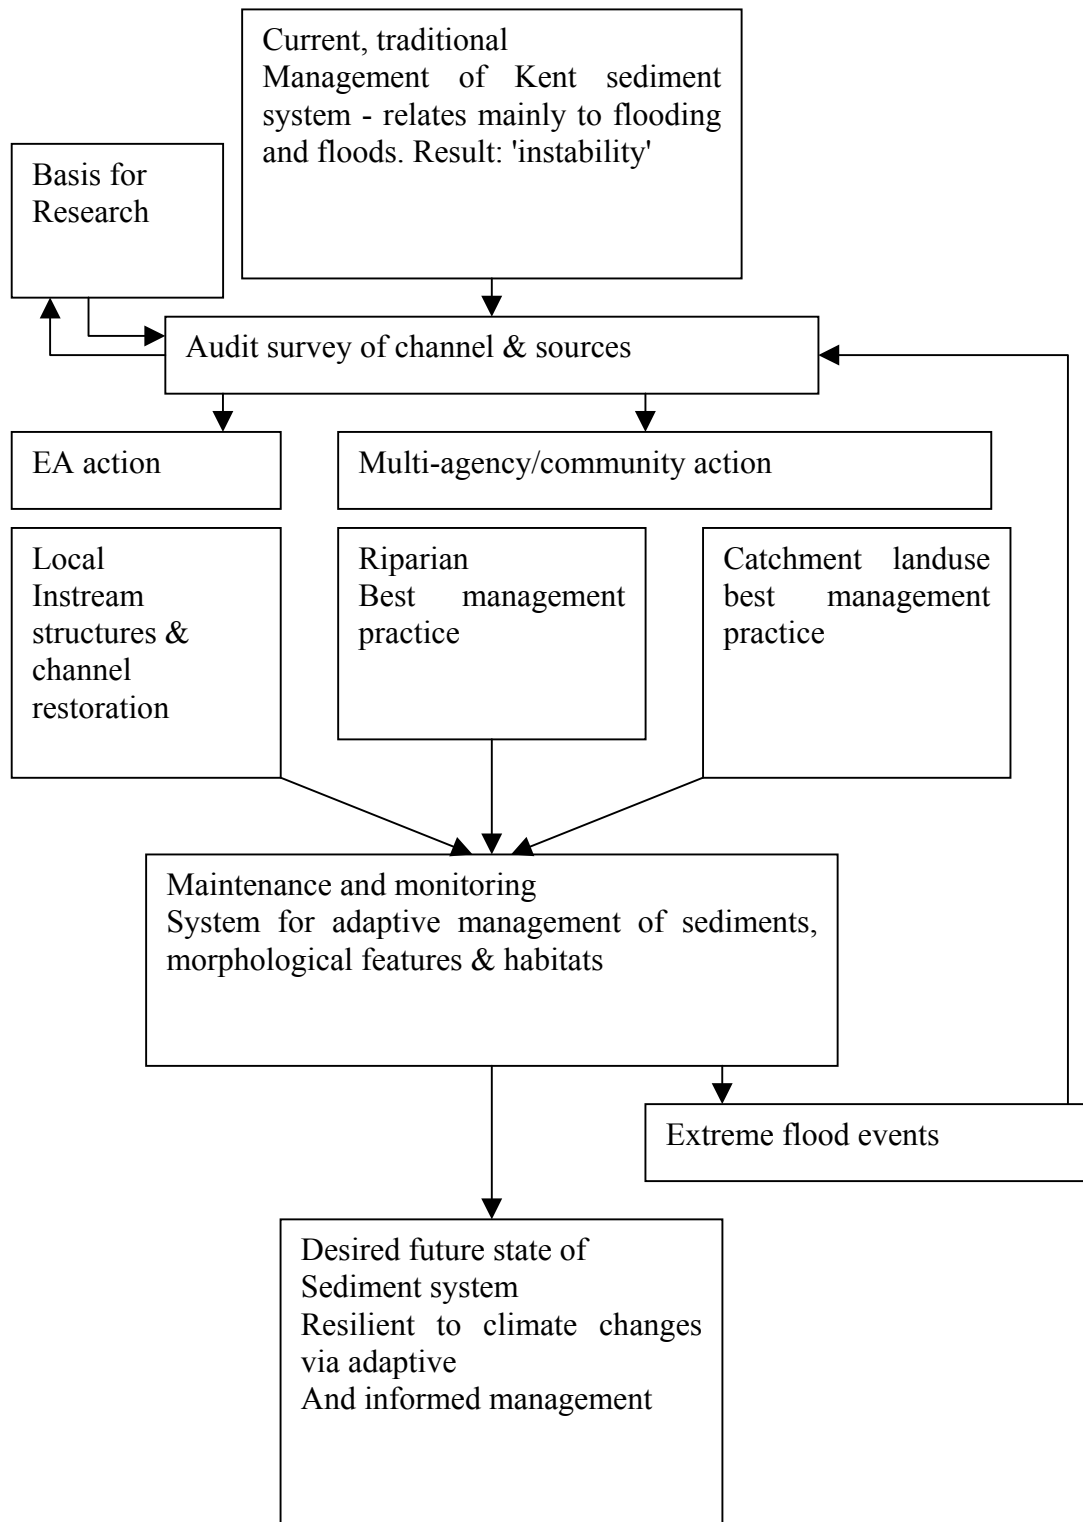 Current, traditional
Management of Kent sediment
system - relates mainly to flooding
and floods. Result: 'instability'
Basis for
Research
Audit survey of channel & sources
EA action
Multi-agency/community action
Local
Instream
structures &
channel
restoration
Riparian
Best management
practice
Catchment landuse
best management
practice
Maintenance and monitoring
System for adaptive management of sediments,
morphological features & habitats
Extreme flood events
Desired future state of
Sediment system
Resilient to climate changes
via adaptive
And informed management